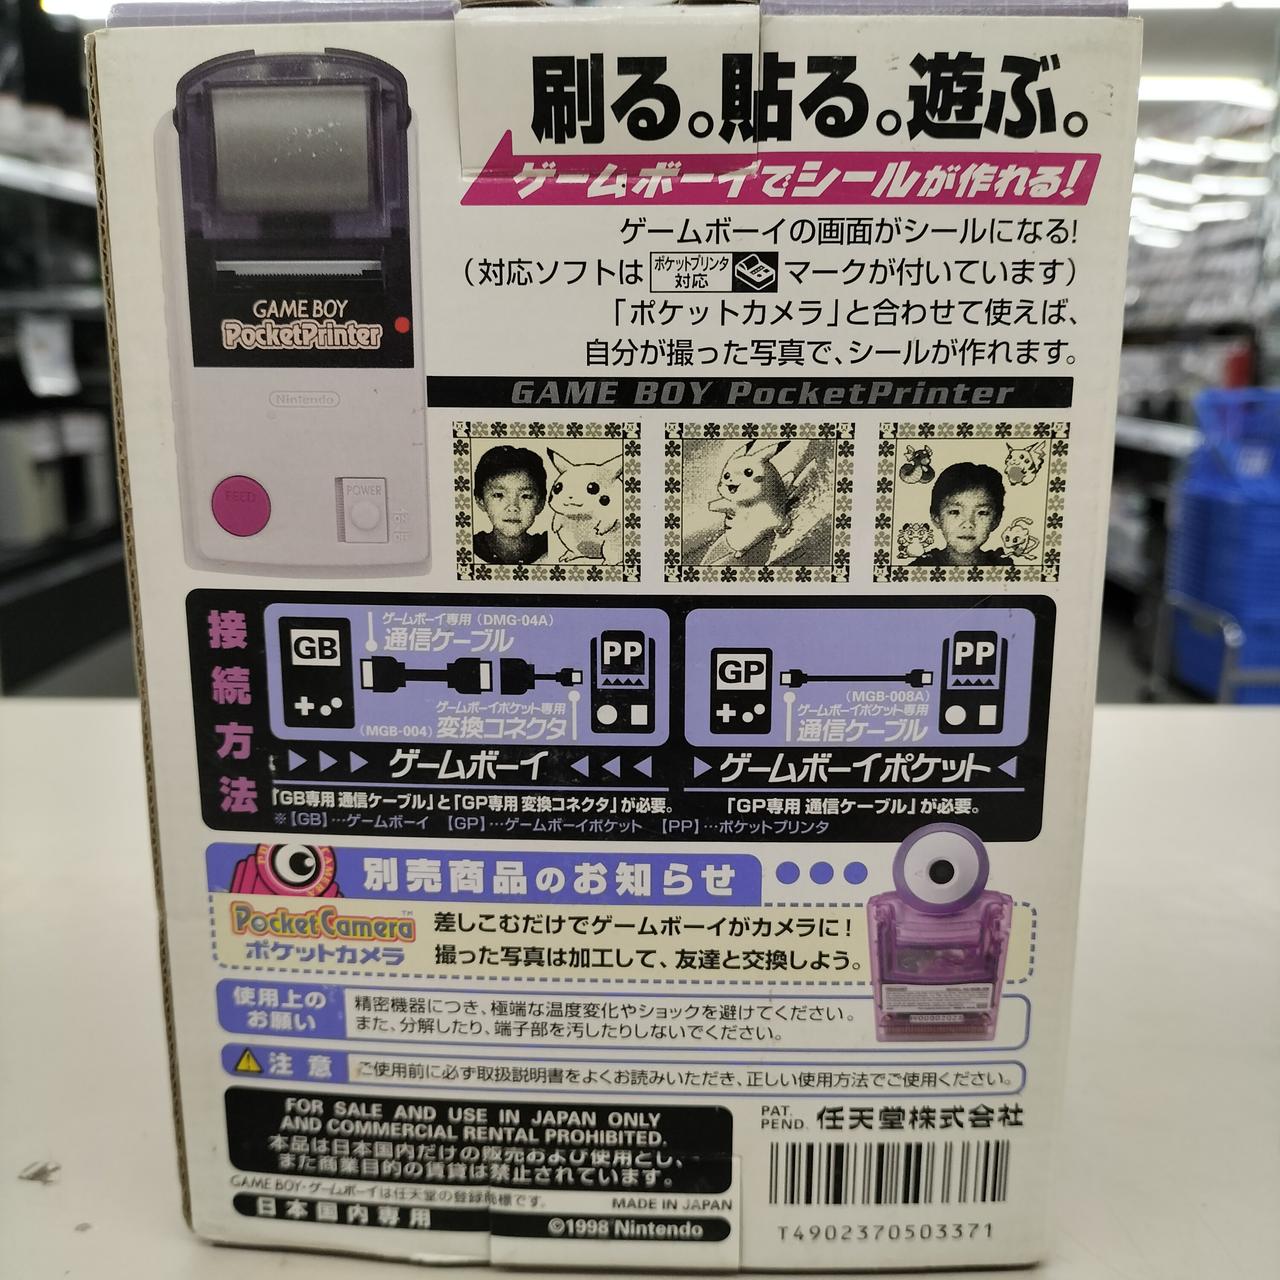 刷る。貼る。遊ぶ。
ゲームボーイでシールが作れる!
ゲームボーイの画面がシールになる!
(対応ソフトは ポケットプリンタ対応 マークが付いています)
「ポケットカメラ」と合わせて使えば、
自分が撮った写真で、シールが作れます。
GAME BOY PocketPrinter
GAME BOY
PocketPrinter
Nintendo
FEED
POWER
ON
OFF
接続方法
GB
ゲームボーイ専用(DMG-04A)
通信ケーブル
PP
ゲームボーイポケット専用
(MGB-004) 変換コネクタ
GP
PP
(MGB-008A)
ゲームボーイポケット専用
通信ケーブル
ゲームボーイ
ゲームボーイポケット
「GB専用 通信ケーブル」と「GP専用 変換コネクタ」が必要。
「GP専用 通信ケーブル」が必要。
※【GB】…ゲームボーイ 【GP】…ゲームボーイポケット 【PP】…ポケットプリンタ
別売商品のお知らせ
PocketCamera™
ポケットカメラ
差しこむだけでゲームボーイがカメラに!
撮った写真は加工して、友達と交換しよう。
使用上の
お願い
精密機器につき、極端な温度変化やショックを避けてください。
また、分解したり、端子部を汚したりしないでください。
注意
ご使用前に必ず取扱説明書をよくお読みいただき、正しい使用方法でご使用ください。
FOR SALE AND USE IN JAPAN ONLY
AND COMMERCIAL RENTAL PROHIBITED.
本品は日本国内だけの販売および使用とし、
また商業目的の賃貸は禁止されています。
GAME BOY・ゲームボーイは任天堂の登録商標です。
MADE IN JAPAN
日本国内専用
©1998 Nintendo
PAT.
PEND.
任天堂株式会社
T4902370503371